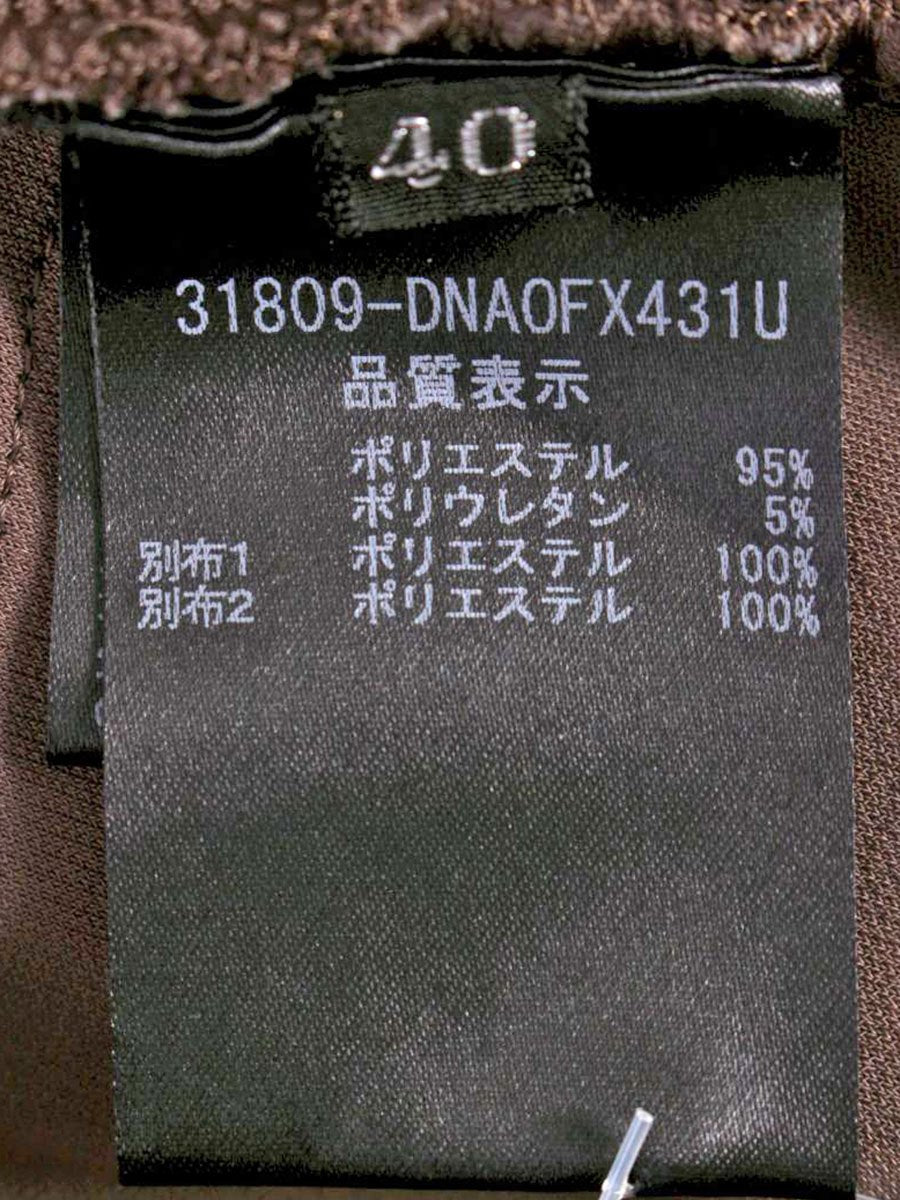 40
31809-DNA0FX431U
品質表示
ポリエステル 95%
ポリウレタン 5%
別布1 ポリエステル 100%
別布2 ポリエステル 100%